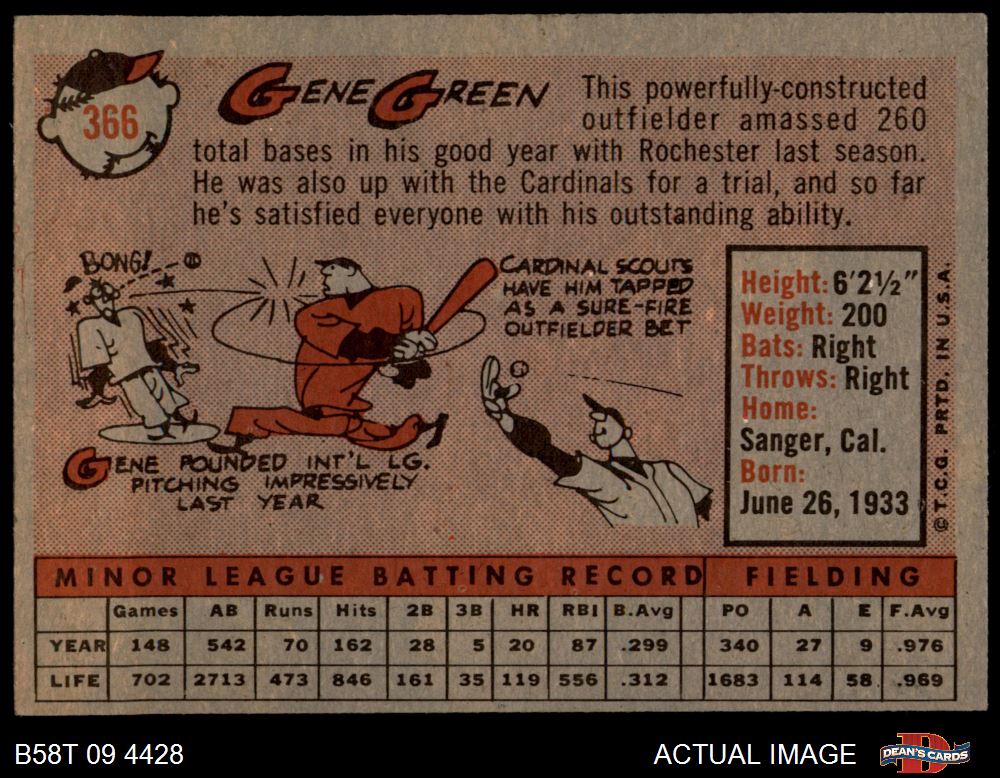 366
GENE GREEN
This powerfully-constructed
outfielder amassed 260
total bases in his good year with Rochester last season.
He was also up with the Cardinals for a trial, and so far
he's satisfied everyone with his outstanding ability.
BONG!
CARDINAL SCOUTS
HAVE HIM TAPPED
AS A SURE-FIRE
OUTFIELDER BET
GENE POUNDED INT'L LG.
PITCHING IMPRESSIVELY
LAST YEAR
Height: 6'2½"
Weight: 200
Bats: Right
Throws: Right
Home:
Sanger, Cal.
Born:
June 26, 1933
© T.C.G. PRTD. IN U.S.A.
MINOR LEAGUE BATTING RECORD FIELDING
Games AB Runs Hits 2B 3B HR RBI B.Avg PO A E F.Avg
YEAR 148 542 70 162 28 5 20 87 .299 340 27 9 .976
LIFE 702 2713 473 846 161 35 119 556 .312 1683 114 58 .969
B58T 09 4428
ACTUAL IMAGE
DEAN'S CARDS